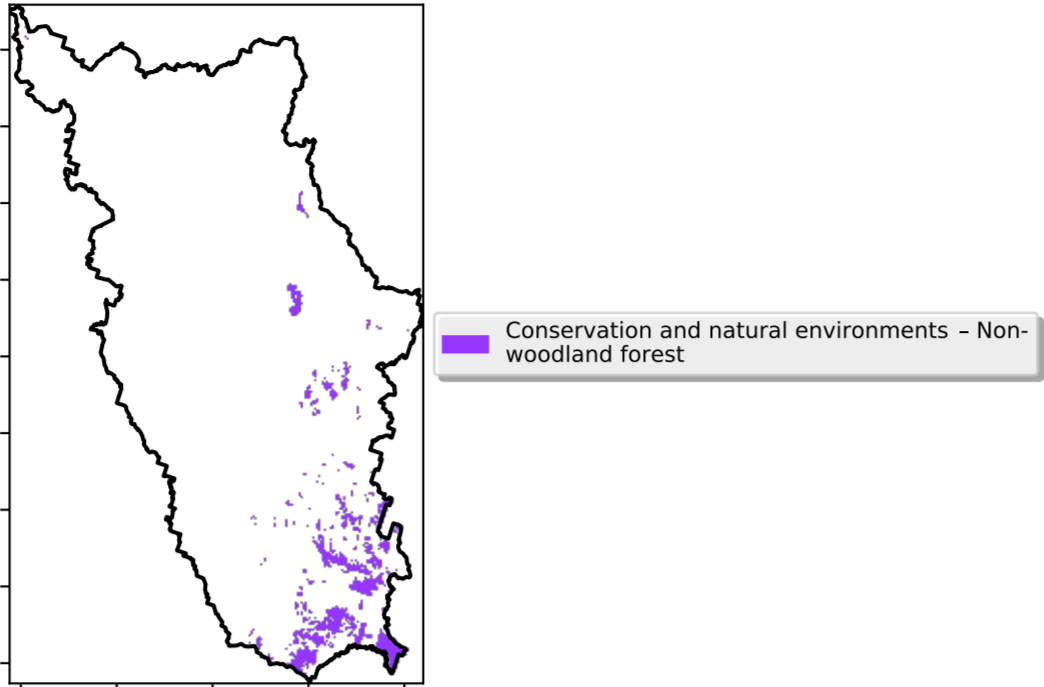 Conservation and natural environments – Non-
woodland forest